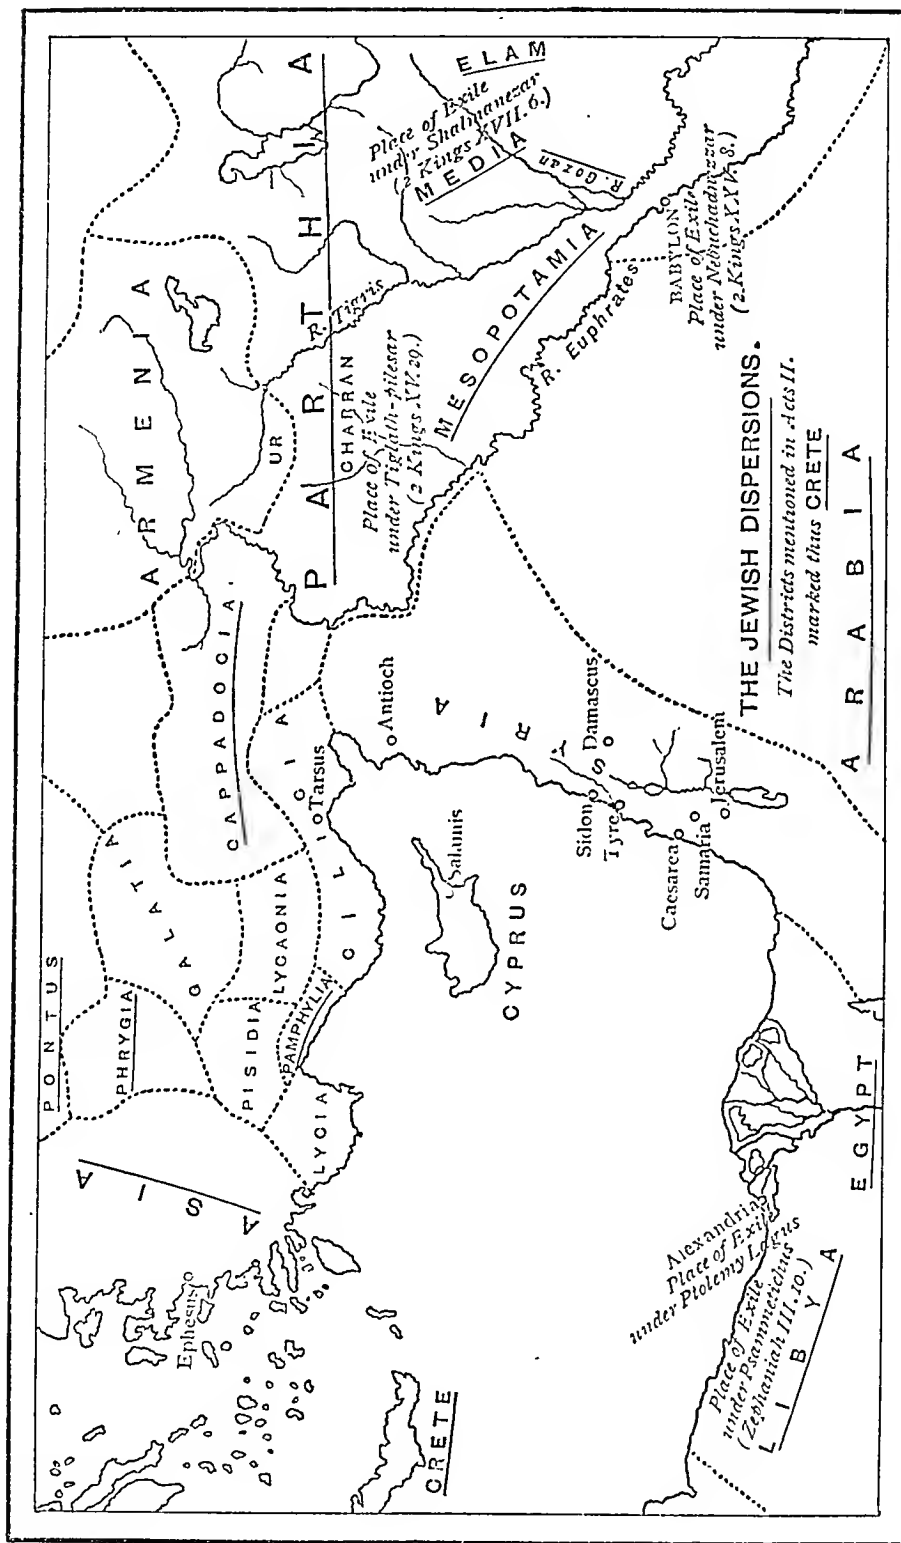 PONTUS
ASIA
PHRYGIA
GALATIA
CAPPADOCIA.
ARMENIA
PISIDIA
LYCAONIA
LYCIA
PAMPHYLIA
CILICIA
Tarsus
UR
Ephesus
R. Tigris
PARTHIA
CHARRAN
Place of Exile
under Tiglath-pilesar
(2 Kings XV. 29.)
ELAM
Place of Exile
under Shalmanezar
(2 Kings XVII. 6.)
MEDIA
R. Gozan
MESOPOTAMIA
R. Euphrates
BABYLON
Place of Exile
under Nebuchadnezzar
(2 Kings XXV. 8.)
CRETE
Salamis
CYPRUS
Antioch
SYRIA
Damascus
Sidon
Tyre
Caesarea
Samaria
Jerusalem
Alexandria
Place of Exile
under Ptolemy Lagus
Place of Exile
under Psammetichus
(Zephaniah III. 10.)
LIBYA
EGYPT
THE JEWISH DISPERSIONS.
The Districts mentioned in Acts II.
marked thus CRETE
ARABIA